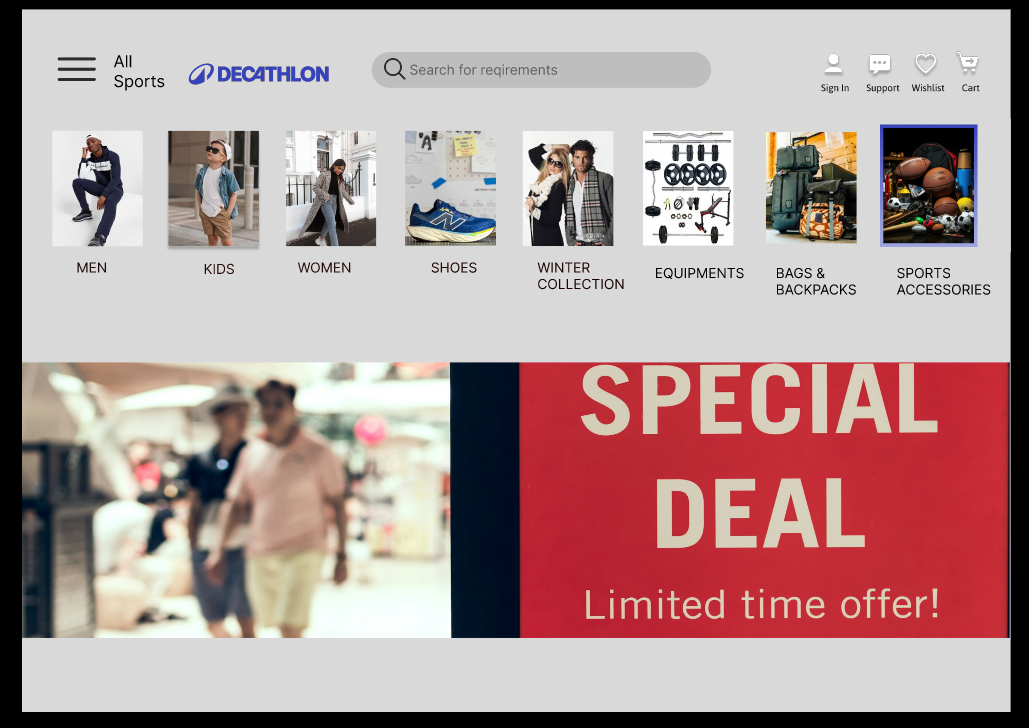 All
Sports
DECATHLON
Search for reqirements
Sign In
Support
Wishlist
Cart
MEN
KIDS
WOMEN
SHOES
WINTER
COLLECTION
EQUIPMENTS
BAGS &
BACKPACKS
SPORTS
ACCESSORIES
SPECIAL
DEAL
Limited time offer!